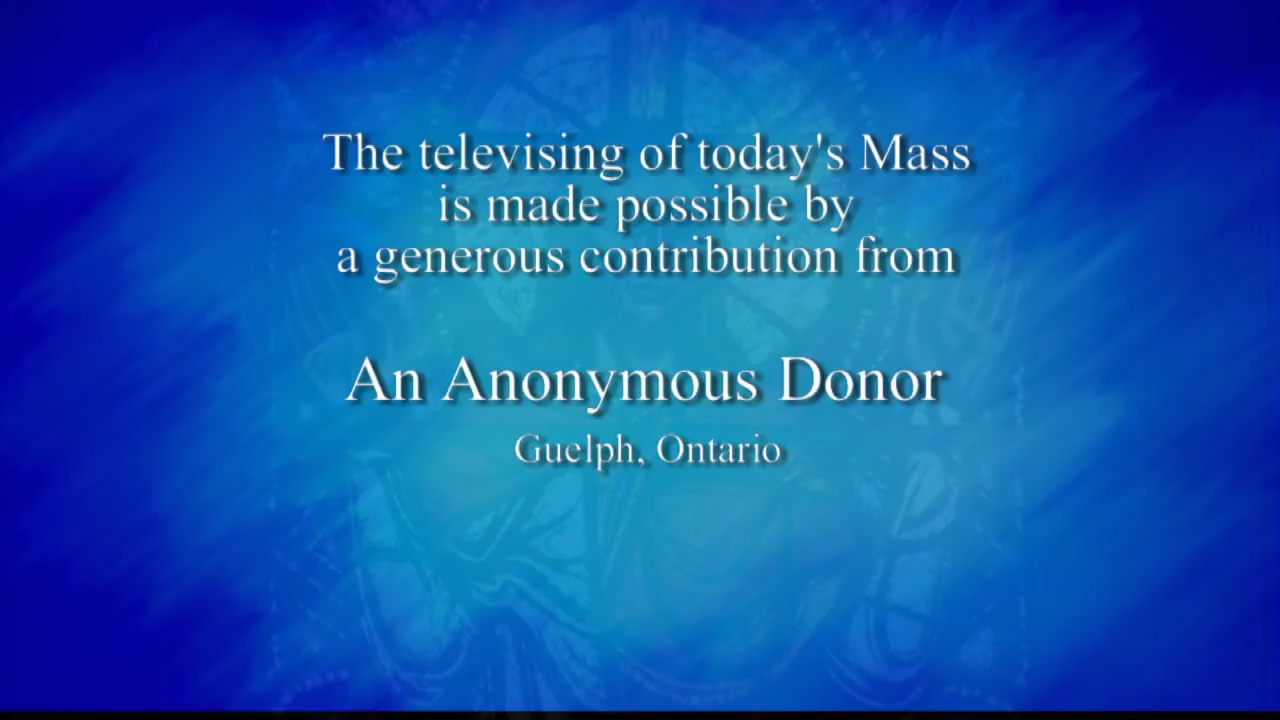 The televising of today's Mass
is made possible by
a generous contribution from
An Anonymous Donor
Guelph, Ontario